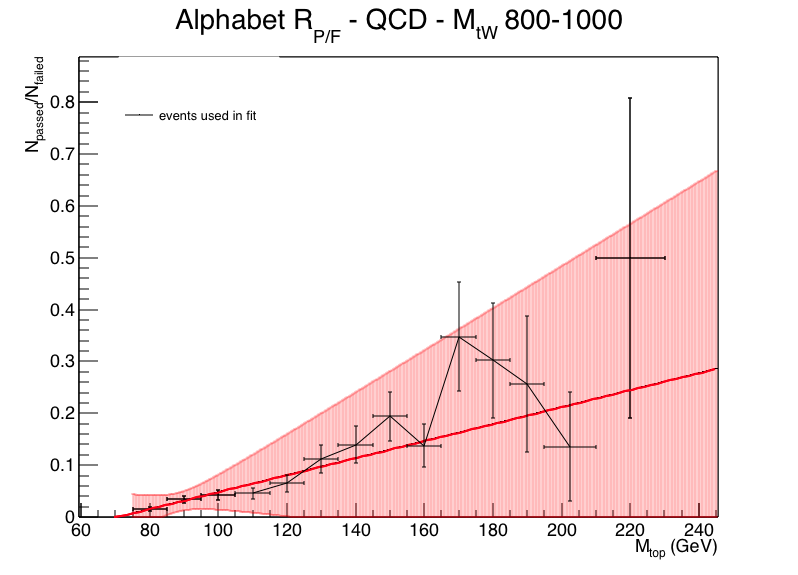 Alphabet R_P/F - QCD - M_tW 800-1000
N_passed/N_failed
events used in fit
0.8
0.7
0.6
0.5
0.4
0.3
0.2
0.1
0
60 80 100 120 140 160 180 200 220 240
M_top (GeV)